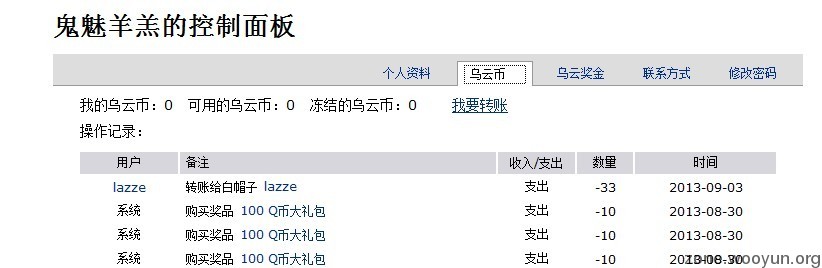 鬼魅羊羔的控制面板
个人资料 乌云币 乌云奖金 联系方式 修改密码
我的乌云币：0 可用的乌云币：0 冻结的乌云币：0 我要转账
操作记录：
用户 备注 收入/支出 数量 时间
lazze 转账给白帽子 lazze 支出 -33 2013-09-03
系统 购买奖品 100 Q币大礼包 支出 -10 2013-08-30
系统 购买奖品 100 Q币大礼包 支出 -10 2013-08-30
系统 购买奖品 100 Q币大礼包 支出 -10 2013-08-30
zone.wooyun.org